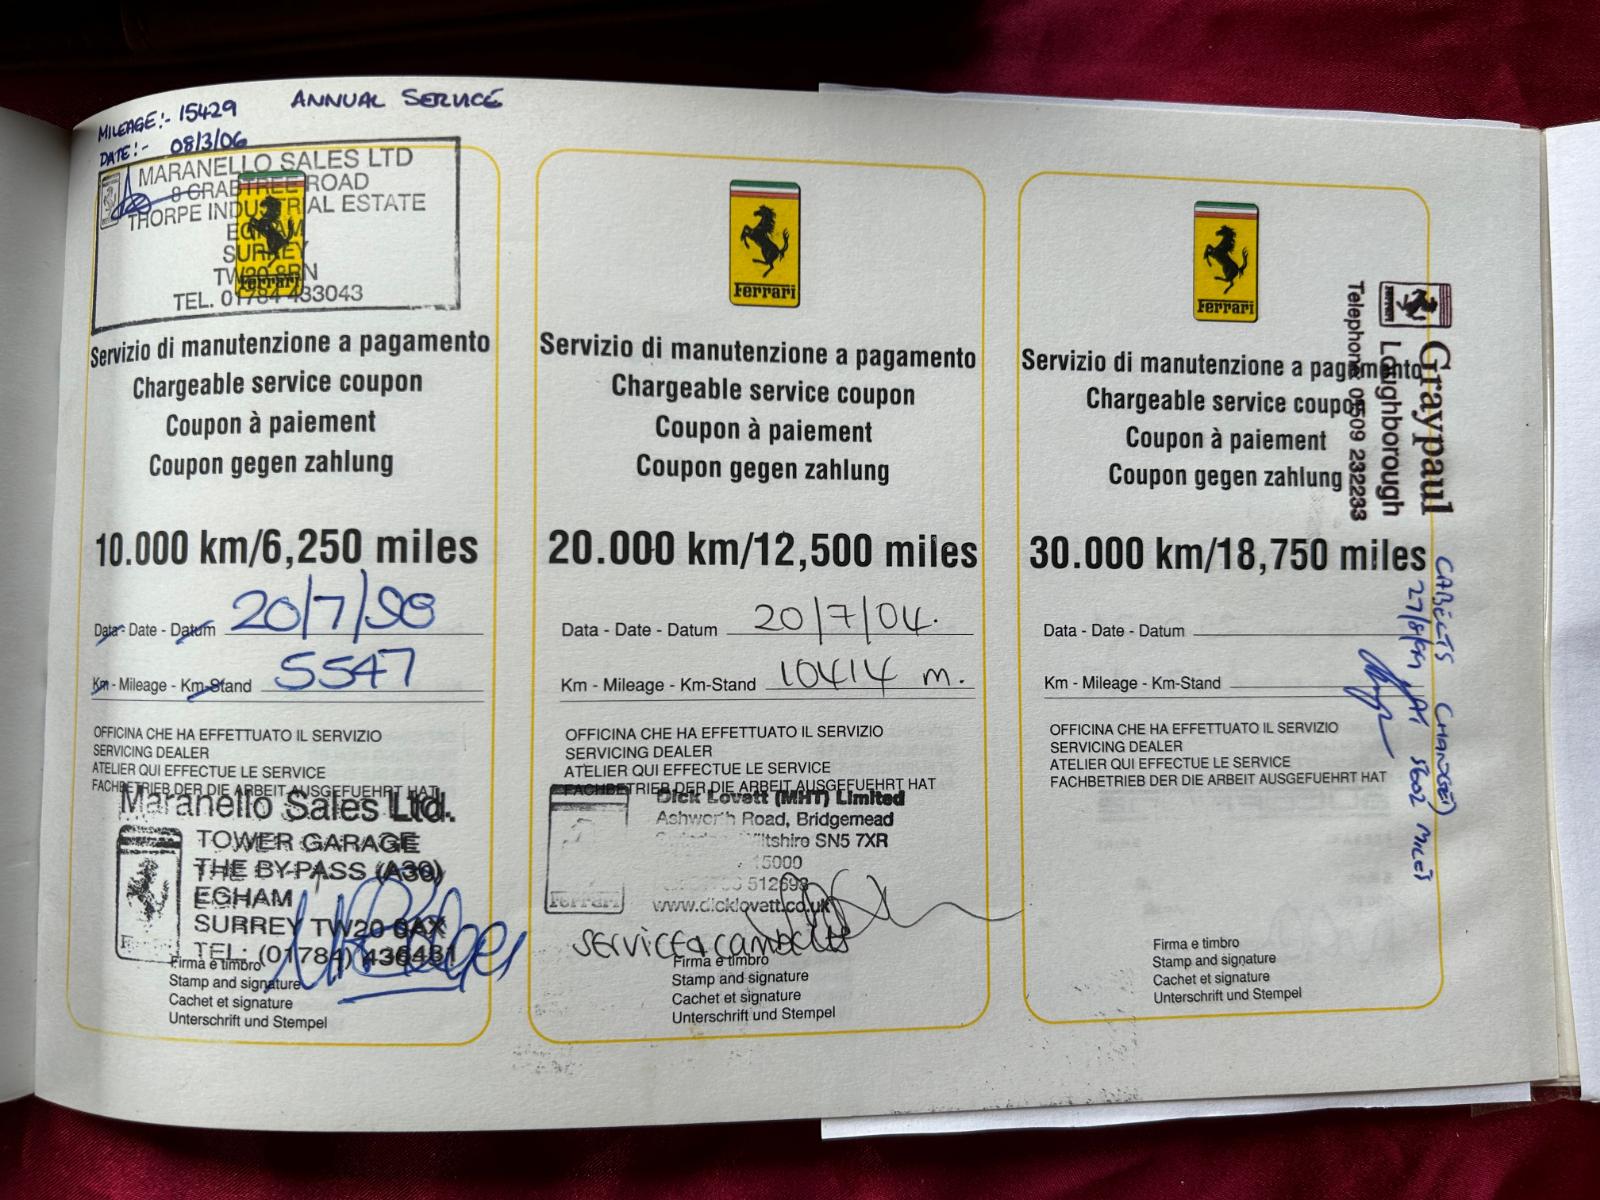 MILEAGE:- 15429 ANNUAL SERVICE
DATE:- 08/3/06
MARANELLO SALES LTD
8 CRABTREE ROAD
THORPE INDUSTRIAL ESTATE
EGHAM
SURREY
TW20 8RN
TEL. 01784 433043
Ferrari
Servizio di manutenzione a pagamento
Chargeable service coupon
Coupon à paiement
Coupon gegen zahlung
10.000 km/6,250 miles
Data - Date - Datum 20/7/98
Km - Mileage - Km-Stand 5547
OFFICINA CHE HA EFFETTUATO IL SERVIZIO
SERVICING DEALER
ATELIER QUI EFFECTUE LE SERVICE
FACHBETRIEB DER DIE ARBEIT AUSGEFUEHRT HAT
Maranello Sales Ltd.
TOWER GARAGE
THE BY-PASS (A30)
EGHAM
SURREY TW20 0AX
TEL: (01784) 436431
Firma e timbro
Stamp and signature
Cachet et signature
Unterschrift und Stempel
Ferrari
Servizio di manutenzione a pagamento
Chargeable service coupon
Coupon à paiement
Coupon gegen zahlung
20.000 km/12,500 miles
Data - Date - Datum 20/7/04.
Km - Mileage - Km-Stand 10414 m.
OFFICINA CHE HA EFFETTUATO IL SERVIZIO
SERVICING DEALER
ATELIER QUI EFFECTUE LE SERVICE
FACHBETRIEB DER DIE ARBEIT AUSGEFUEHRT HAT
Dick Lovett (MHT) Limited
Ashworth Road, Bridgemead
Wiltshire SN5 7XR
512698
www.dicklovett.co.uk
Ferrari
SERVICE & CAMBELTS
Firma e timbro
Stamp and signature
Cachet et signature
Unterschrift und Stempel
Ferrari
Servizio di manutenzione a pagamento
Chargeable service coupon
Coupon à paiement
Coupon gegen zahlung
30.000 km/18,750 miles
Data - Date - Datum
Km - Mileage - Km-Stand
OFFICINA CHE HA EFFETTUATO IL SERVIZIO
SERVICING DEALER
ATELIER QUI EFFECTUE LE SERVICE
FACHBETRIEB DER DIE ARBEIT AUSGEFUEHRT HAT
Firma e timbro
Stamp and signature
Cachet et signature
Unterschrift und Stempel
Graypaul
Loughborough
Telephone 0509 232233
CABELTS CHANGED
AT 5602 MILES